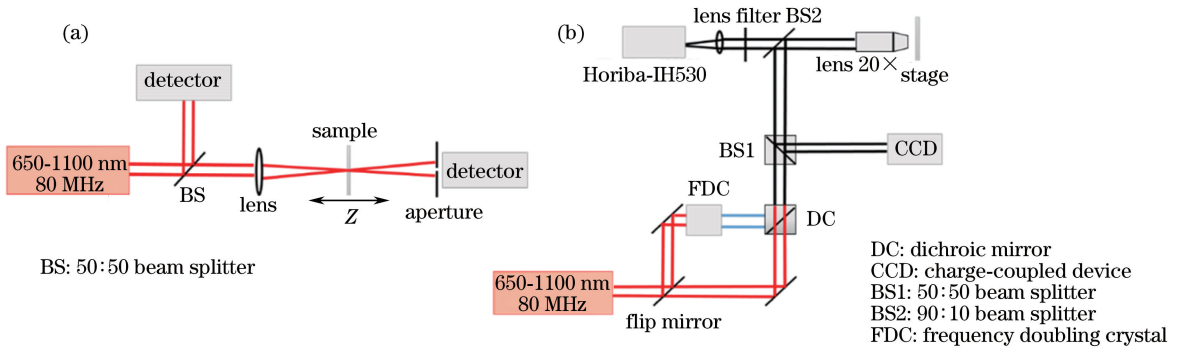 (a)
detector
650-1100 nm
80 MHz
BS
lens
sample
Z
aperture
detector
BS: 50∶50 beam splitter
(b)
lens filter BS2
Horiba-IH530
lens 20×
stage
BS1
CCD
FDC
DC
650-1100 nm
80 MHz
flip mirror
DC: dichroic mirror
CCD: charge-coupled device
BS1: 50∶50 beam splitter
BS2: 90∶10 beam splitter
FDC: frequency doubling crystal